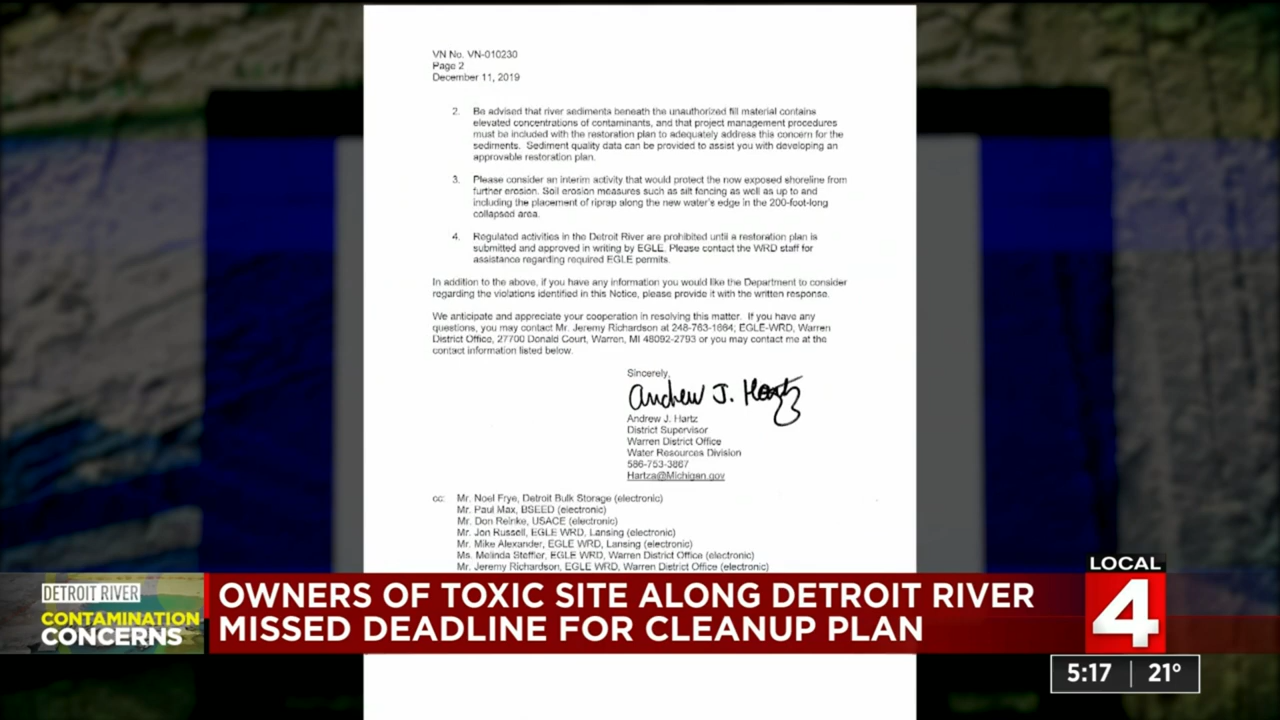 VN No. VN-010230
Page 2
December 11, 2019
2. Be advised that river sediments beneath the unauthorized fill material contains
elevated concentrations of contaminants, and that project management procedures
must be included with the restoration plan to adequately address this concern for the
sediments. Sediment quality data can be provided to assist you with developing an
approvable restoration plan.
3. Please consider an interim activity that would protect the now exposed shoreline from
further erosion. Soil erosion measures such as silt fencing as well as up to and
including the placement of riprap along the new water's edge in the 200-foot-long
collapsed area.
4. Regulated activities in the Detroit River are prohibited until a restoration plan is
submitted and approved in writing by EGLE. Please contact the WRD staff for
assistance regarding required EGLE permits.
In addition to the above, if you have any information you would like the Department to consider
regarding the violations identified in this Notice, please provide it with the written response.
We anticipate and appreciate your cooperation in resolving this matter. If you have any
questions, you may contact Mr. Jeremy Richardson at 248-763-1664; EGLE-WRD, Warren
District Office, 27700 Donald Court, Warren, MI 48092-2793 or you may contact me at the
contact information listed below.
Sincerely,
Andrew J. Hartz
Andrew J. Hartz
District Supervisor
Warren District Office
Water Resources Division
586-753-3867
Hartza@Michigan.gov
cc: Mr. Noel Frye, Detroit Bulk Storage (electronic)
Mr. Paul Max, BSEED (electronic)
Mr. Don Reinke, USACE (electronic)
Mr. Jon Russell, EGLE WRD, Lansing (electronic)
Mr. Mike Alexander, EGLE WRD, Lansing (electronic)
Ms. Melinda Steffler, EGLE WRD, Warren District Office (electronic)
Mr. Jeremy Richardson, EGLE WRD, Warren District Office (electronic)
DETROIT RIVER
CONTAMINATION
CONCERNS
OWNERS OF TOXIC SITE ALONG DETROIT RIVER
MISSED DEADLINE FOR CLEANUP PLAN
LOCAL
4
5:17 | 21°